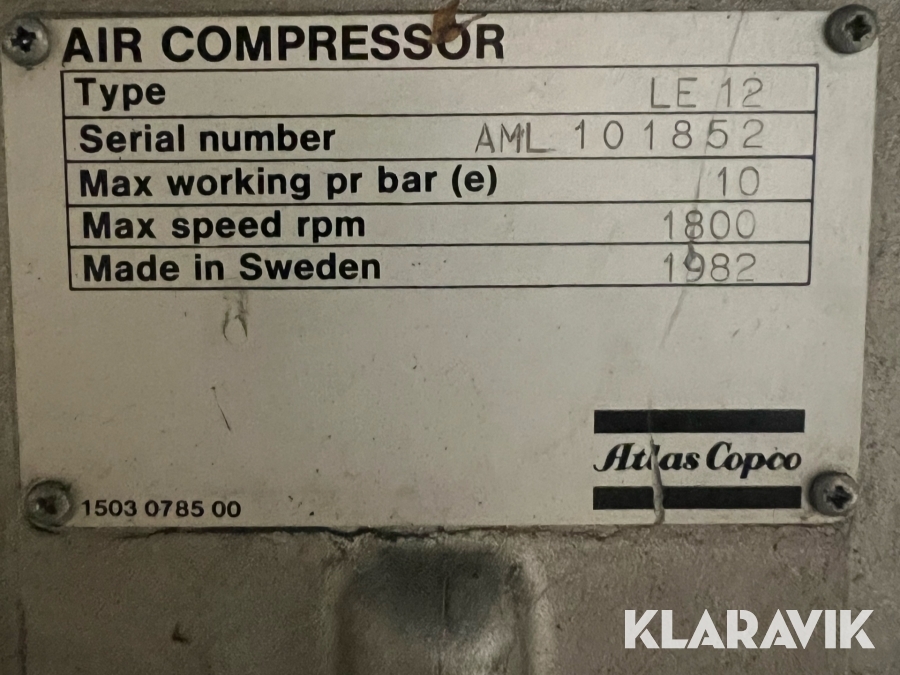 AIR COMPRESSOR
Type LE 12
Serial number AML 101852
Max working pr bar (e) 10
Max speed rpm 1800
Made in Sweden 1982
Atlas Copco
1503 0785 00
KLARAVIK